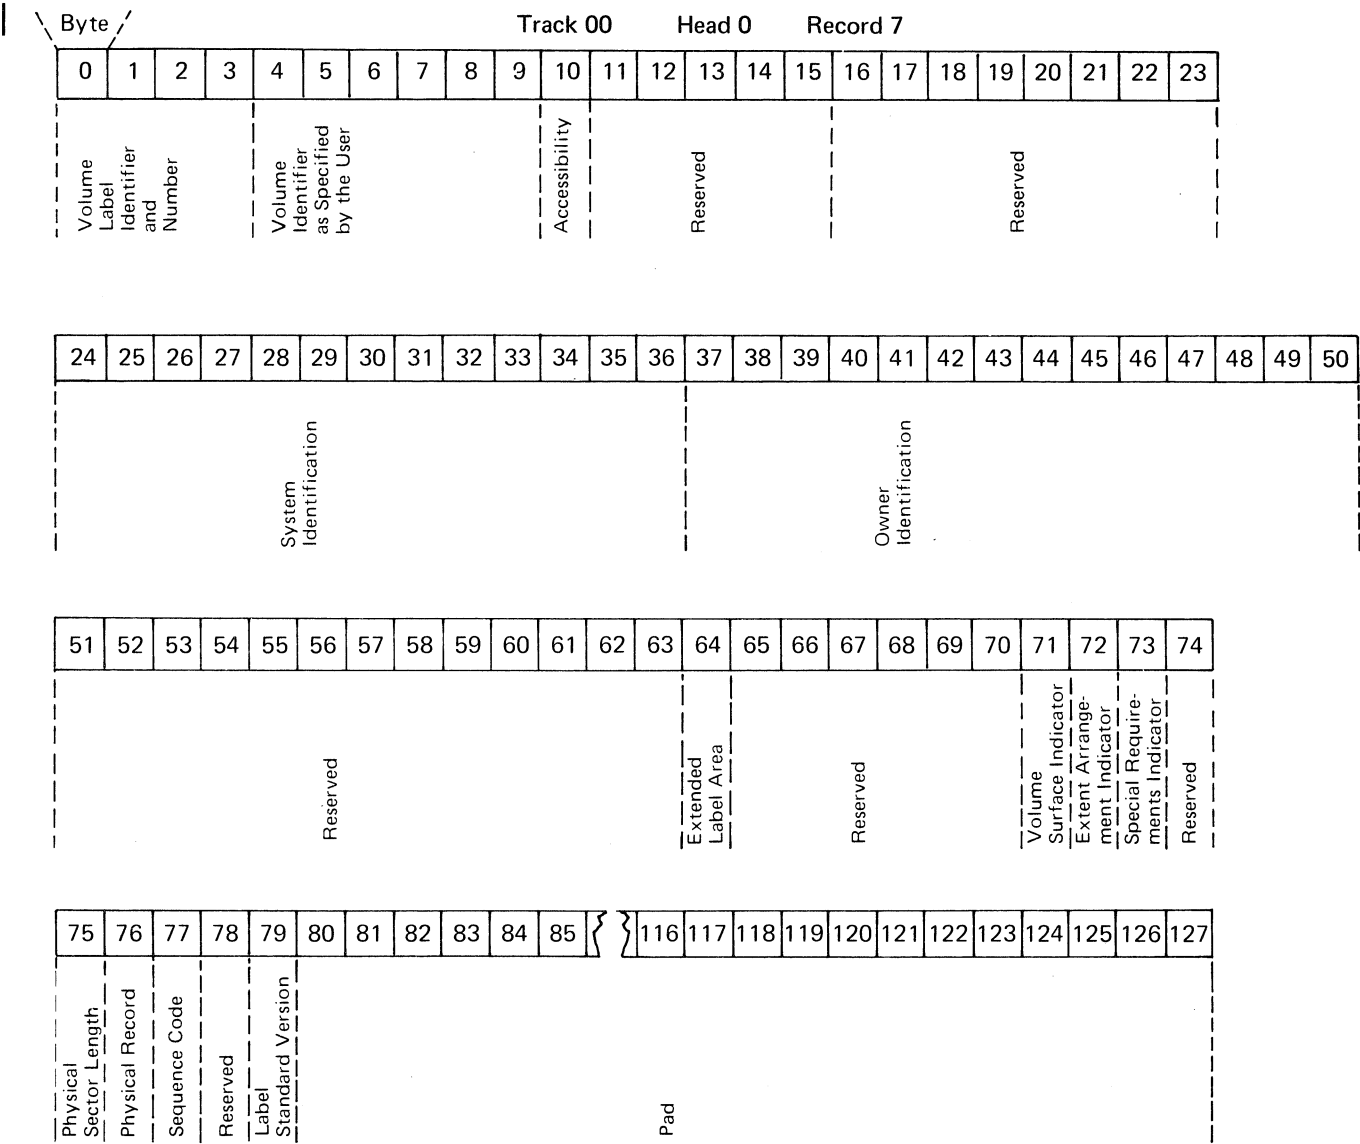 Byte Track 00 Head 0 Record 7
0 1 2 3 4 5 6 7 8 9 10 11 12 13 14 15 16 17 18 19 20 21 22 23
Volume
Label
Identifier
and
Number
Volume
Identifier
as Specified
by the User
Accessibility
Reserved
Reserved
24 25 26 27 28 29 30 31 32 33 34 35 36 37 38 39 40 41 42 43 44 45 46 47 48 49 50
System
Identification
Owner
Identification
51 52 53 54 55 56 57 58 59 60 61 62 63 64 65 66 67 68 69 70 71 72 73 74
Reserved
Extended
Label Area
Reserved
Volume
Surface Indicator
Extent Arrange-
ment Indicator
Special Require-
ments Indicator
Reserved
75 76 77 78 79 80 81 82 83 84 85 116 117 118 119 120 121 122 123 124 125 126 127
Physical
Sector Length
Physical Record
Sequence Code
Reserved
Label
Standard Version
Pad